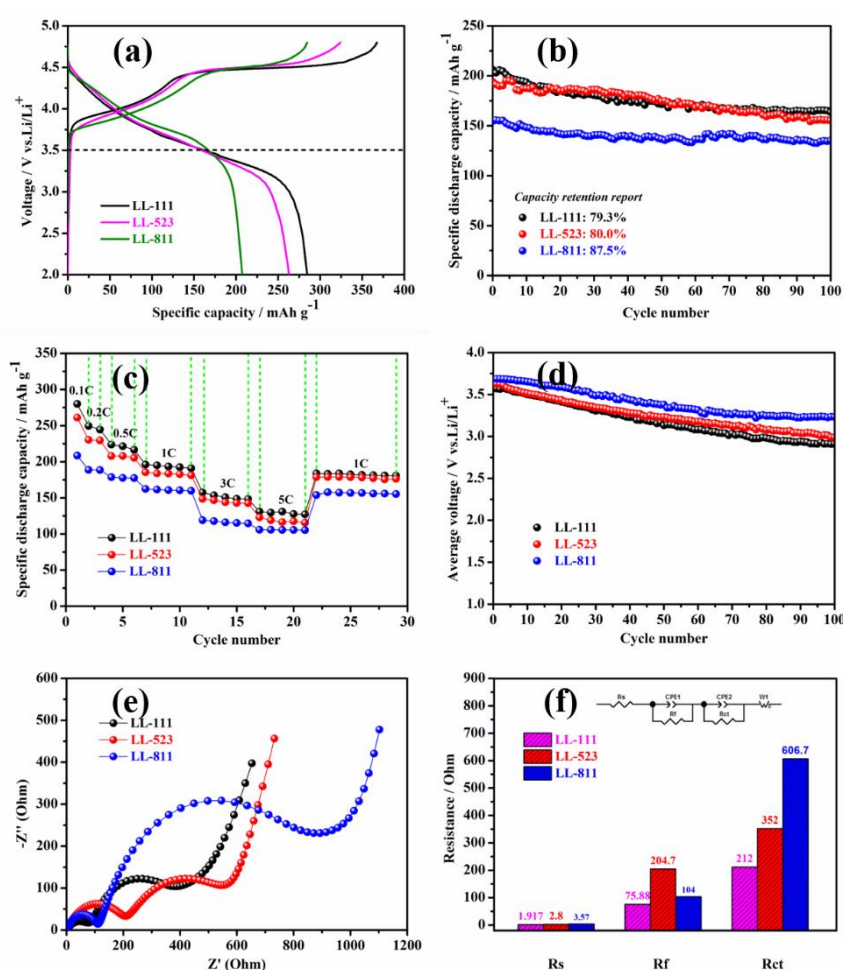 (a)
Voltage / V vs.Li/Li+
5.0
4.5
4.0
3.5
3.0
2.5
2.0
LL-111
LL-523
LL-811
0 50 100 150 200 250 300 350 400
Specific capacity / mAh g-1
(b)
Specific discharge capacity / mAh g-1
250
200
150
100
50
0
Capacity retention report
LL-111: 79.3%
LL-523: 80.0%
LL-811: 87.5%
0 20 40 60 80 100
Cycle number
(c)
Specific discharge capacity / mAh g-1
350
300
250
200
150
100
50
0
0.1C
0.2C
0.5C
1C
3C
5C
1C
LL-111
LL-523
LL-811
0 5 10 15 20 25 30
Cycle number
(d)
Average voltage / V vs.Li/Li+
4.0
3.5
3.0
2.5
2.0
1.5
1.0
LL-111
LL-523
LL-811
0 10 20 30 40 50 60 70 80 90 100
Cycle number
(e)
-Z'' (Ohm)
600
500
400
300
200
100
0
LL-111
LL-523
LL-811
0 200 400 600 800 1000 1200
Z' (Ohm)
(f)
Resistance / Ohm
900
800
700
600
500
400
300
200
100
0
Rs CPE1 CPE2 W1
Rf Rct
LL-111
LL-523
LL-811
1.917 2.8 3.57
75.88 204.7 104
212 352 606.7
Rs Rf Rct